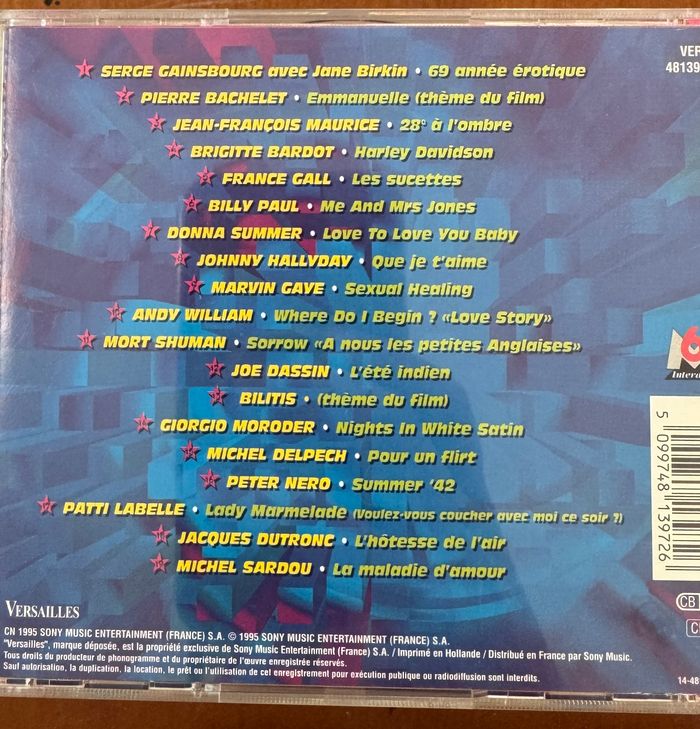 SERGE GAINSBOURG avec Jane Birkin • 69 année érotique
PIERRE BACHELET • Emmanuelle (thème du film)
JEAN-FRANÇOIS MAURICE • 28° à l'ombre
BRIGITTE BARDOT • Harley Davidson
FRANCE GALL • Les sucettes
BILLY PAUL • Me And Mrs Jones
DONNA SUMMER • Love To Love You Baby
JOHNNY HALLYDAY • Que je t'aime
MARVIN GAYE • Sexual Healing
ANDY WILLIAM • Where Do I Begin ? «Love Story»
MORT SHUMAN • Sorrow «A nous les petites Anglaises»
JOE DASSIN • L'été indien
BILITIS • (thème du film)
GIORGIO MORODER • Nights In White Satin
MICHEL DELPECH • Pour un flirt
PETER NERO • Summer '42
PATTI LABELLE • Lady Marmelade (Voulez-vous coucher avec moi ce soir ?)
JACQUES DUTRONC • L'hôtesse de l'air
MICHEL SARDOU • La maladie d'amour
VER
48139
M6
Intera
5 099748 139726
CB
C
VERSAILLES
CN 1995 SONY MUSIC ENTERTAINMENT (FRANCE) S.A. © 1995 SONY MUSIC ENTERTAINMENT (FRANCE) S.A.
"Versailles", marque déposée, est la propriété exclusive de Sony Music Entertainment (France) S.A. / Imprimé en Hollande / Distribué en France par Sony Music.
Tous droits du producteur de phonogramme et du propriétaire de l'œuvre enregistrée réservés.
Sauf autorisation, la duplication, la location, le prêt ou l'utilisation de cet enregistrement pour exécution publique ou radiodiffusion sont interdits.
14-48